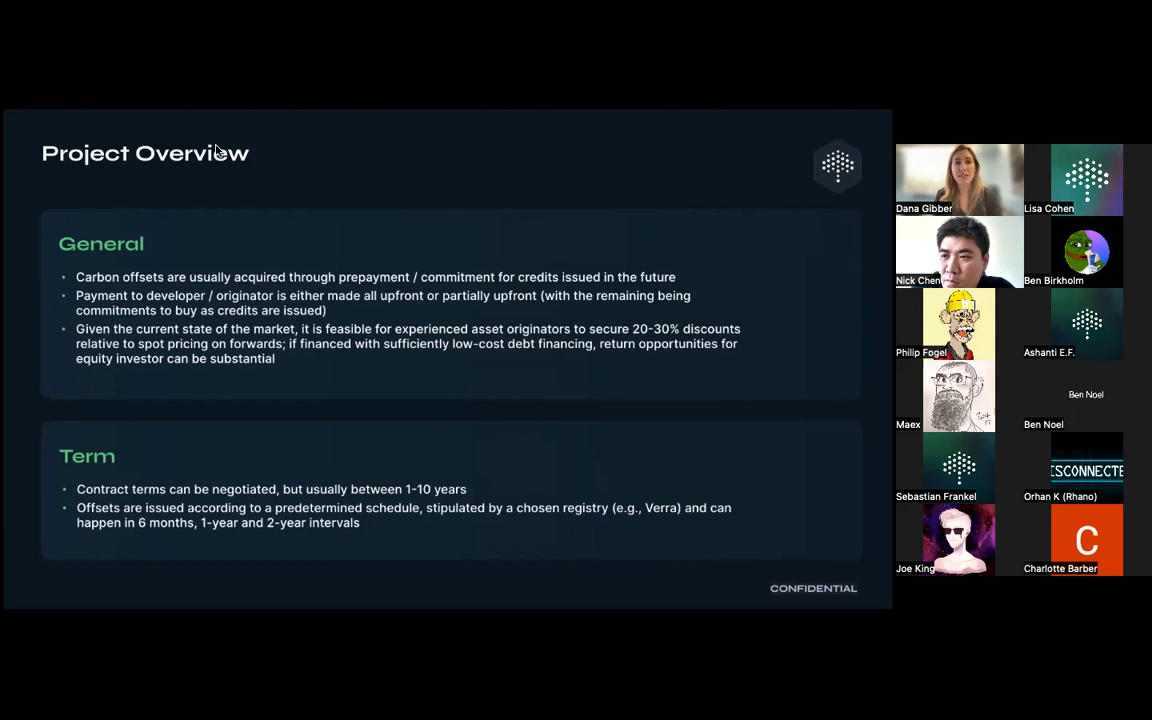 Project Overview
General
• Carbon offsets are usually acquired through prepayment / commitment for credits issued in the future
• Payment to developer / originator is either made all upfront or partially upfront (with the remaining being
commitments to buy as credits are issued)
• Given the current state of the market, it is feasible for experienced asset originators to secure 20-30% discounts
relative to spot pricing on forwards; if financed with sufficiently low-cost debt financing, return opportunities for
equity investor can be substantial
Term
• Contract terms can be negotiated, but usually between 1-10 years
• Offsets are issued according to a predetermined schedule, stipulated by a chosen registry (e.g., Verra) and can
happen in 6 months, 1-year and 2-year intervals
CONFIDENTIAL
Dana Gibber
Lisa Cohen
Nick Chen
Ben Birkholm
Philip Fogel
Ashanti E.F.
Maex
Ben Noel
Ben Noel
Sebastian Frankel
ISCONNECTE
Orhan K (Rhano)
Joe King
C
Charlotte Barber